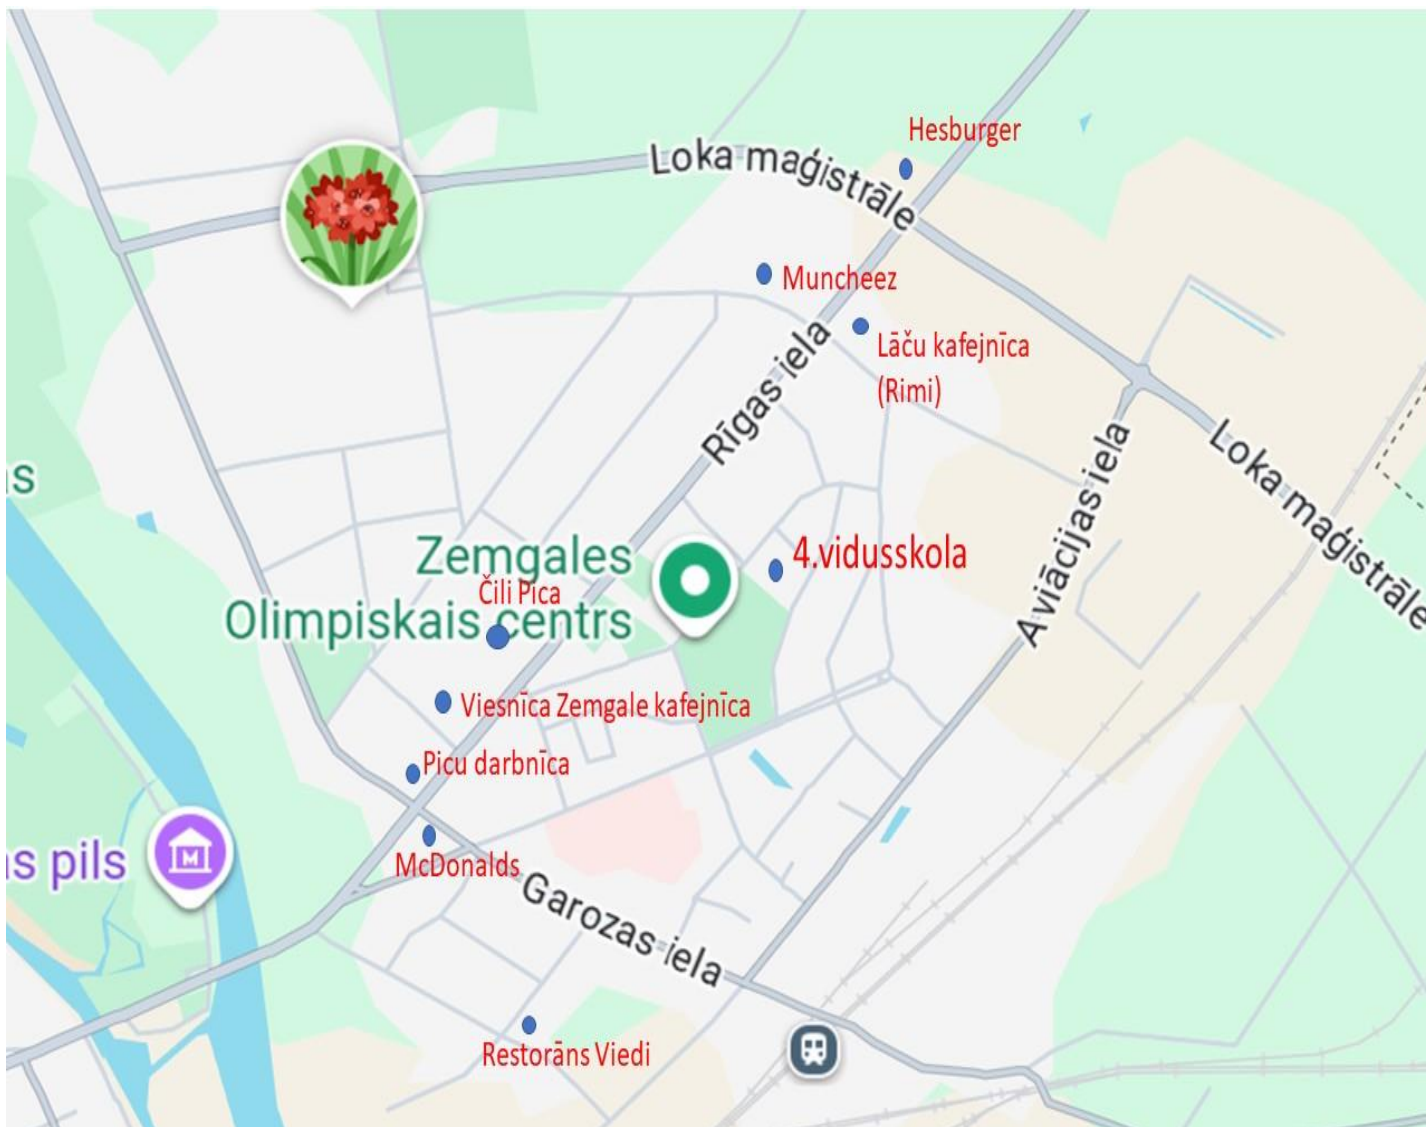 Hesburger
Loka maģistrāle
Muncheez
Lāču kafejnīca
(Rimi)
Rīgas iela
Aviācijas iela
Loka maģistrāle
s
Zemgales
Olimpiskais centrs
4.vidusskola
Čili Pica
Viesnīca Zemgale kafejnīca
Picu darbnīca
s pils
M
McDonalds
Garozas iela
Restorāns Viedi